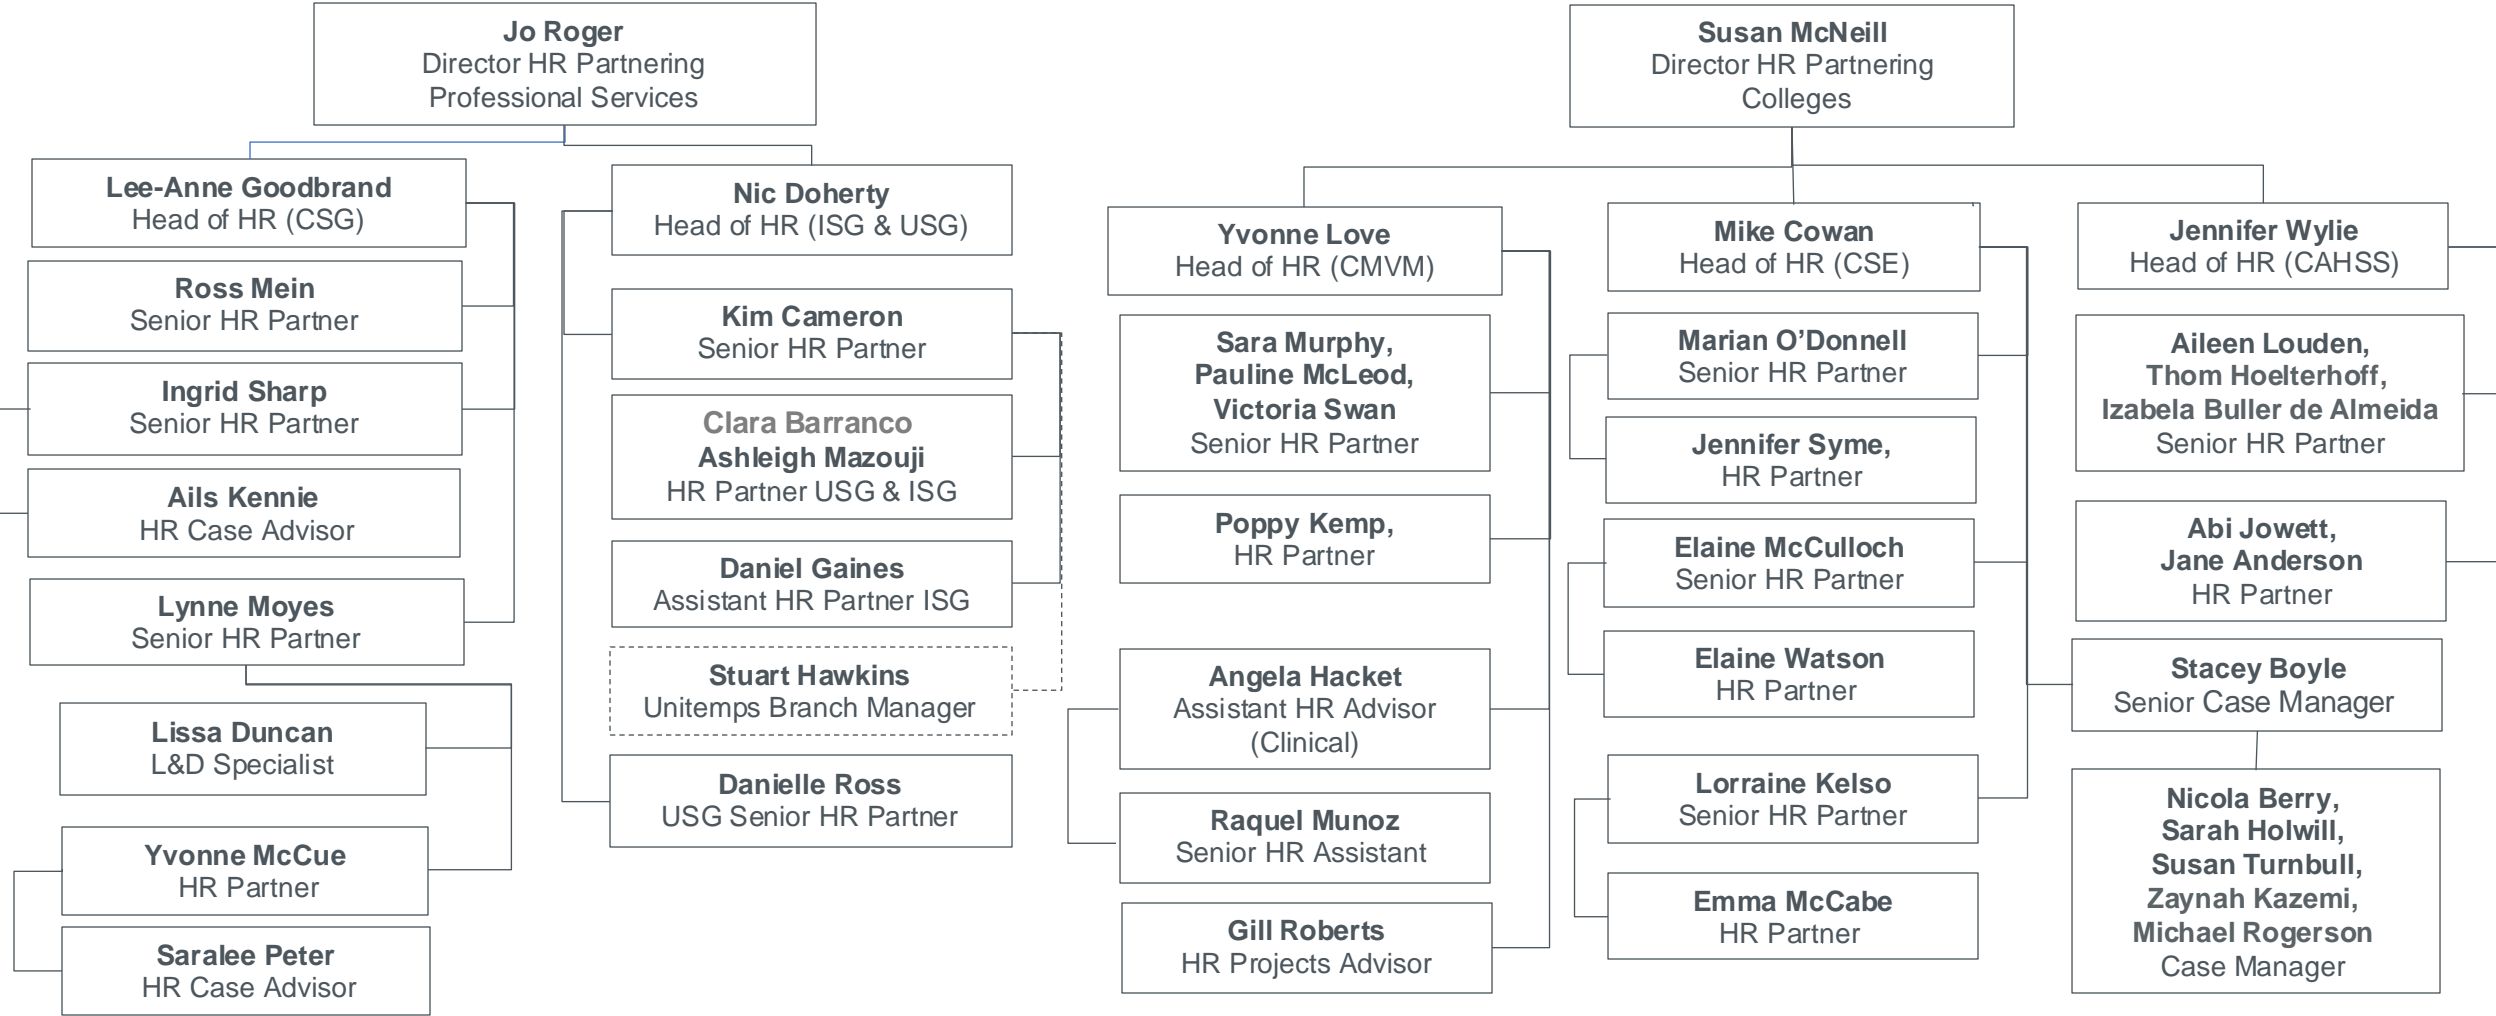 Jo Roger
Director HR Partnering
Professional Services
Lee-Anne Goodbrand
Head of HR (CSG)
Ross Mein
Senior HR Partner
Ingrid Sharp
Senior HR Partner
Ails Kennie
HR Case Advisor
Lynne Moyes
Senior HR Partner
Lissa Duncan
L&D Specialist
Yvonne McCue
HR Partner
Saralee Peter
HR Case Advisor
Nic Doherty
Head of HR (ISG & USG)
Kim Cameron
Senior HR Partner
Clara Barranco
Ashleigh Mazouji
HR Partner USG & ISG
Daniel Gaines
Assistant HR Partner ISG
Stuart Hawkins
Unitemps Branch Manager
Danielle Ross
USG Senior HR Partner
Susan McNeill
Director HR Partnering
Colleges
Yvonne Love
Head of HR (CMVM)
Sara Murphy,
Pauline McLeod,
Victoria Swan
Senior HR Partner
Poppy Kemp,
HR Partner
Angela Hacket
Assistant HR Advisor
(Clinical)
Raquel Munoz
Senior HR Assistant
Gill Roberts
HR Projects Advisor
Mike Cowan
Head of HR (CSE)
Marian O’Donnell
Senior HR Partner
Jennifer Syme,
HR Partner
Elaine McCulloch
Senior HR Partner
Elaine Watson
HR Partner
Lorraine Kelso
Senior HR Partner
Emma McCabe
HR Partner
Jennifer Wylie
Head of HR (CAHSS)
Aileen Louden,
Thom Hoelterhoff,
Izabela Buller de Almeida
Senior HR Partner
Abi Jowett,
Jane Anderson
HR Partner
Stacey Boyle
Senior Case Manager
Nicola Berry,
Sarah Holwill,
Susan Turnbull,
Zaynah Kazemi,
Michael Rogerson
Case Manager